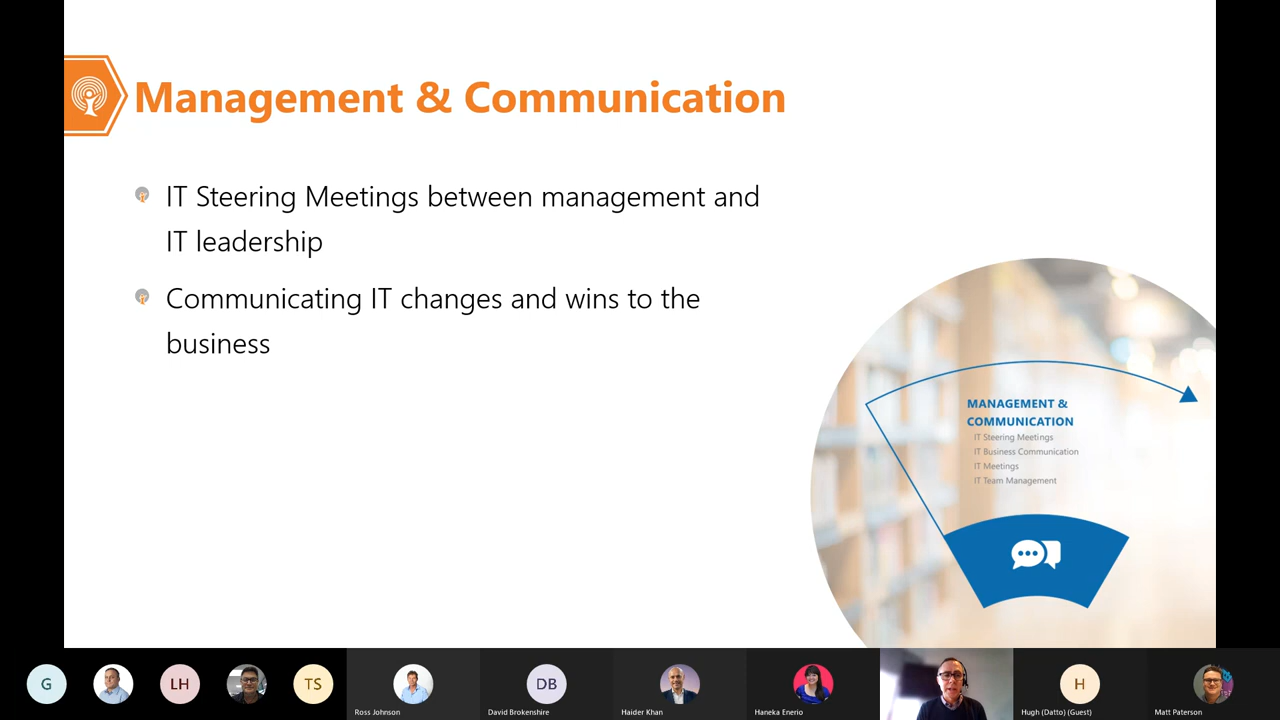 Management & Communication
IT Steering Meetings between management and
IT leadership
Communicating IT changes and wins to the
business
MANAGEMENT &
COMMUNICATION
IT Steering Meetings
IT Business Communication
IT Meetings
IT Team Management
G
LH
TS
Ross Johnson
DB
David Brokenshire
Haider Khan
Haneka Enerio
H
Hugh (Datto) (Guest)
Matt Paterson